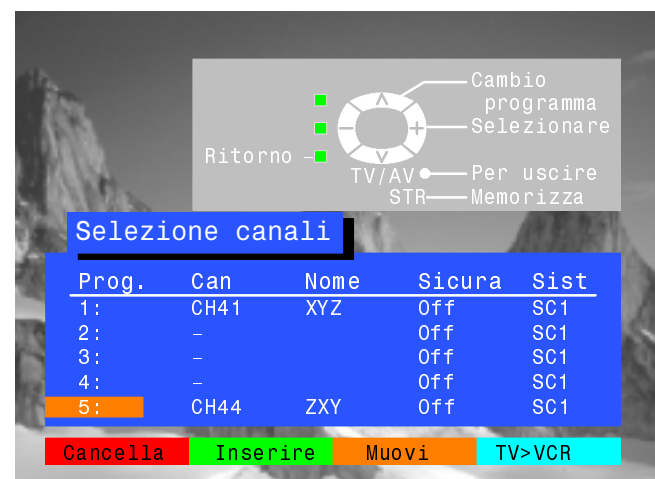 Cambio
programma
Selezionare
Ritorno
TV/AV Per uscire
STR Memorizza
Selezione canali
Prog. Can Nome Sicura Sist
1: CH41 XYZ Off SC1
2: – Off SC1
3: – Off SC1
4: – Off SC1
5: CH44 ZXY Off SC1
Cancella Inserire Muovi TV>VCR